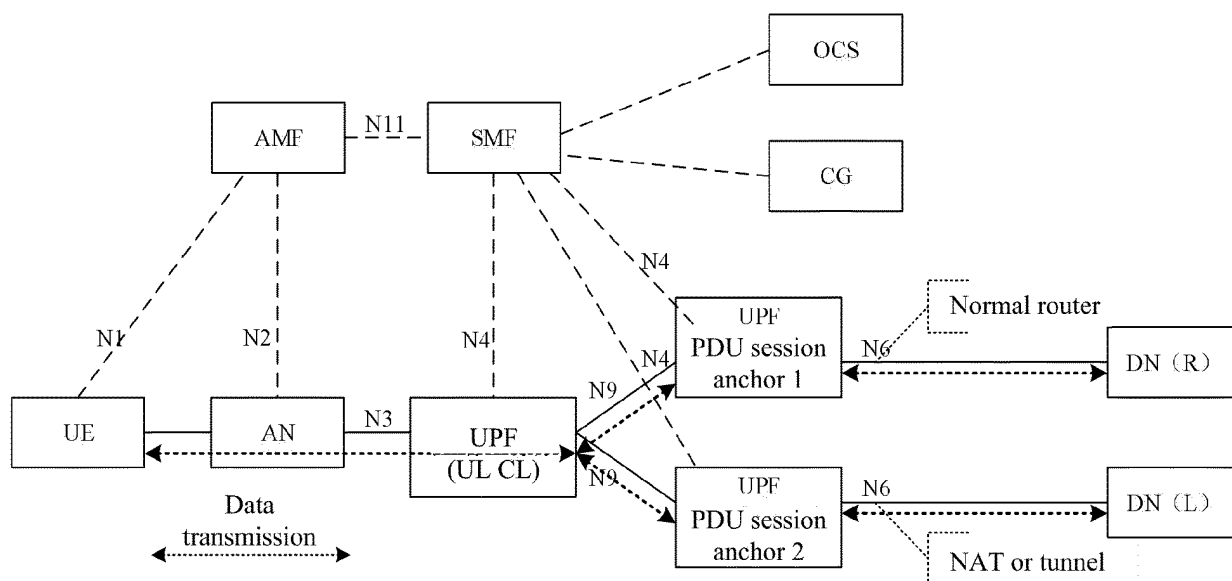 OCS
AMF
N11
SMF
CG
N4
Normal router
N1
N2
N4
N4
UPF
PDU session
anchor 1
N6
DN（R）
N9
UE
AN
N3
UPF
(UL CL)
N9
UPF
PDU session
anchor 2
N6
DN（L）
Data
transmission
NAT or tunnel